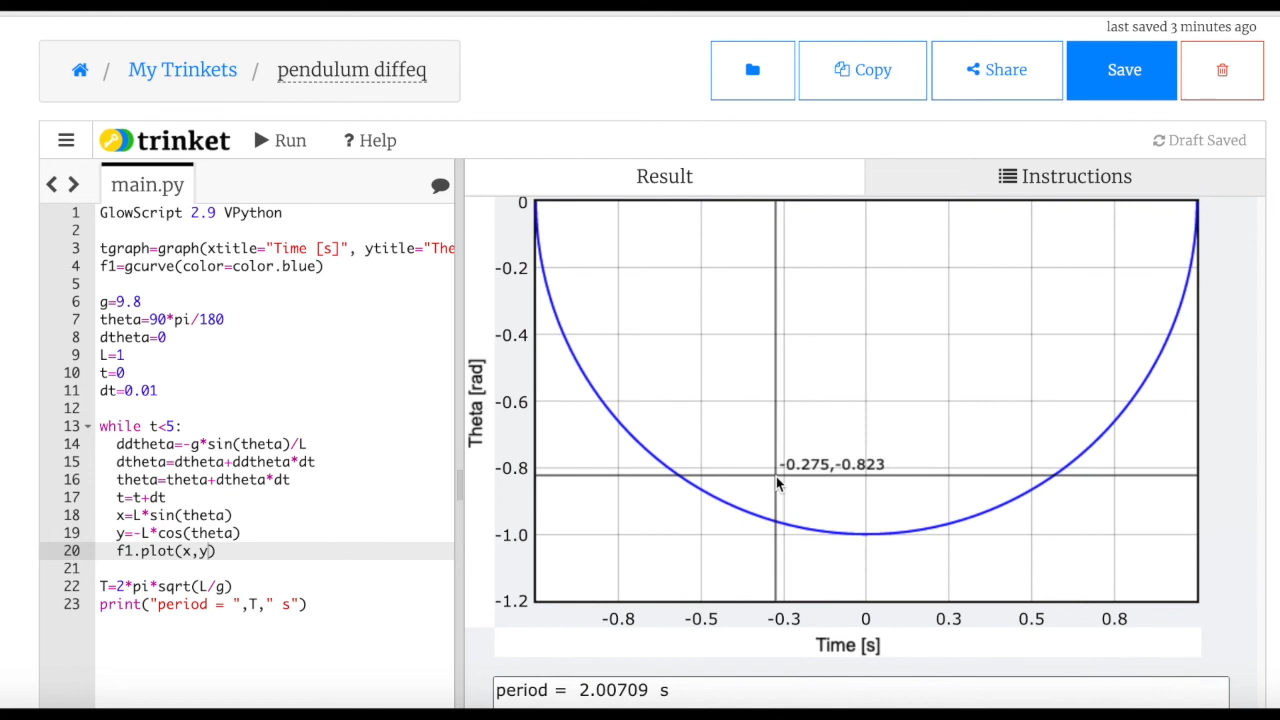 last saved 3 minutes ago
/ My Trinkets / pendulum diffeq
Copy
Share
Save
trinket
Run
? Help
Draft Saved
main.py
Result
Instructions
1 GlowScript 2.9 VPython
2
3 tgraph=graph(xtitle="Time [s]", ytitle="The
4 f1=gcurve(color=color.blue)
5
6 g=9.8
7 theta=90*pi/180
8 dtheta=0
9 L=1
10 t=0
11 dt=0.01
12
13 while t<5:
14 ddtheta=-g*sin(theta)/L
15 dtheta=dtheta+ddtheta*dt
16 theta=theta+dtheta*dt
17 t=t+dt
18 x=L*sin(theta)
19 y=-L*cos(theta)
20 f1.plot(x,y)
21
22 T=2*pi*sqrt(L/g)
23 print("period = ",T," s")
0
-0.2
-0.4
-0.6
-0.8
-1.0
-1.2
Theta [rad]
-0.275,-0.823
-0.8 -0.5 -0.3 0 0.3 0.5 0.8
Time [s]
period = 2.00709 s